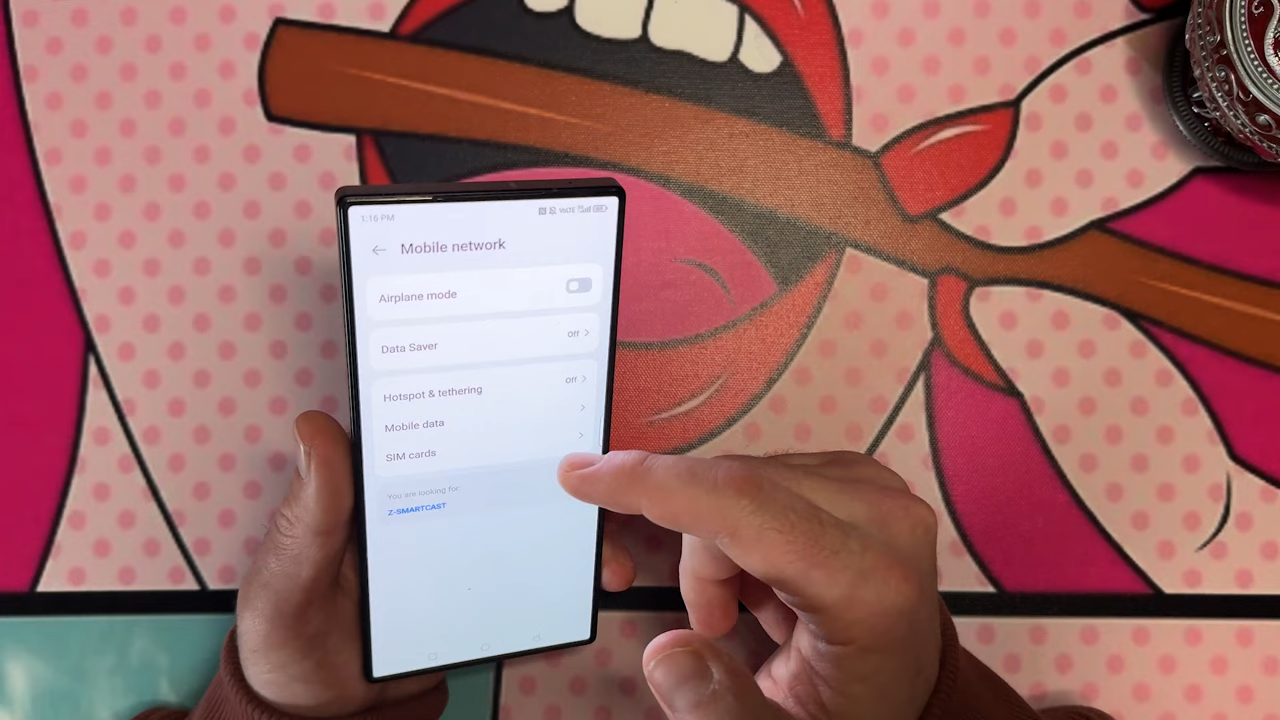 1:16 PM
VoLTE
Mobile network
Airplane mode
Data Saver
Off
Hotspot & tethering
Off
Mobile data
SIM cards
You are looking for:
Z-SMARTCAST